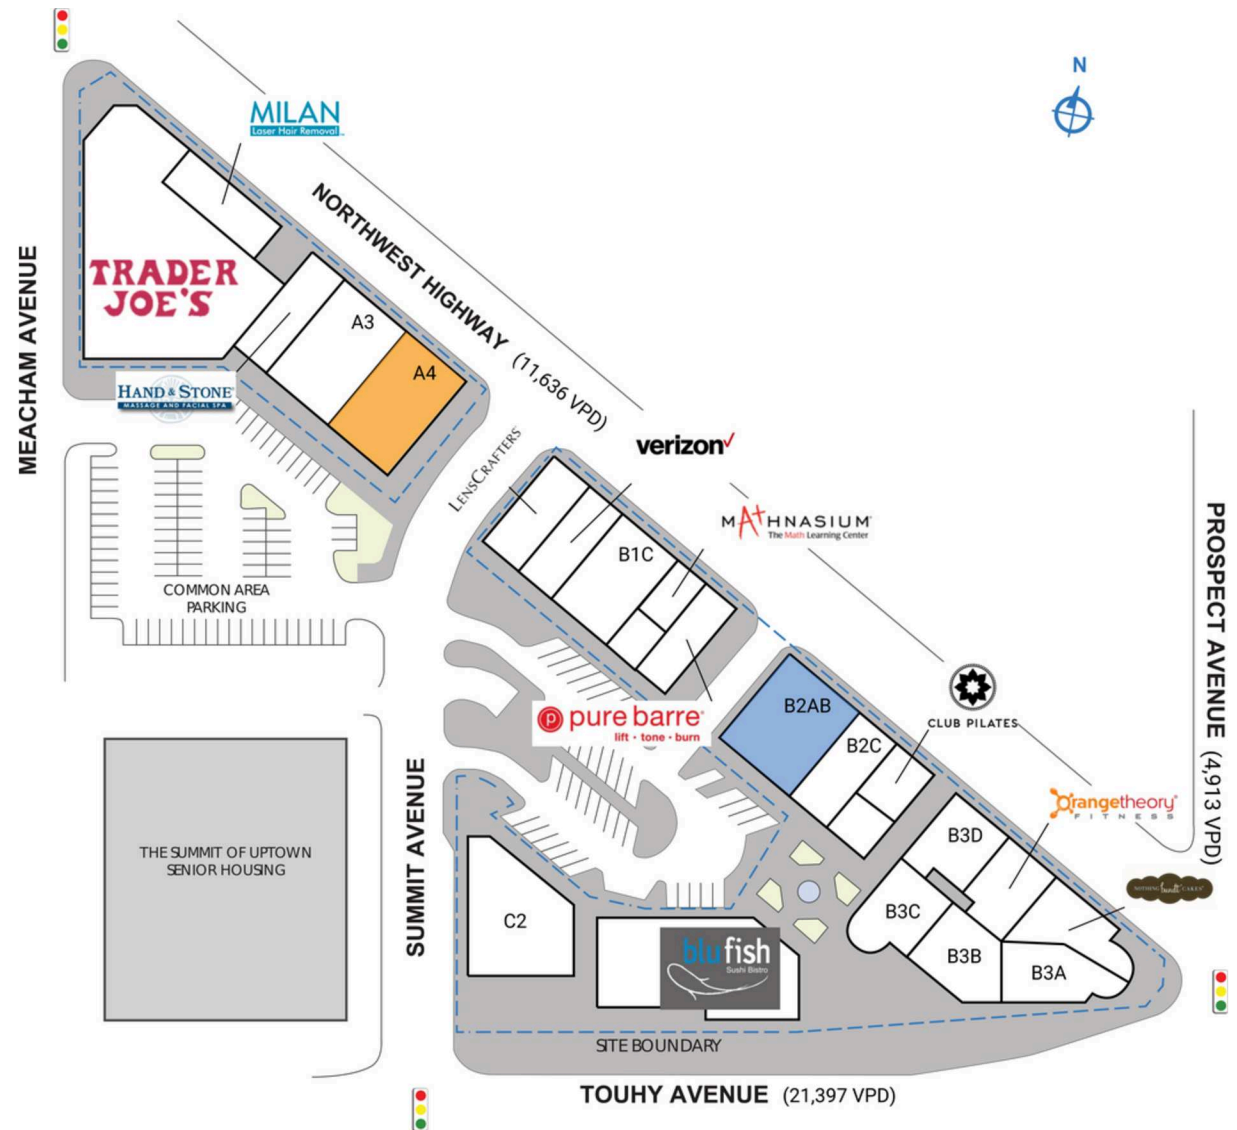 N
MILAN
Laser Hair Removal
NORTHWEST HIGHWAY (11,636 VPD)
MEACHAM AVENUE
TRADER
JOE'S
A3
A4
HAND & STONE
MASSAGE AND FACIAL SPA
LENSCRAFTERS
verizon
MATHNASIUM
The Math Learning Center
B1C
COMMON AREA
PARKING
PROSPECT AVENUE (4,913 VPD)
CLUB PILATES
B2AB
B2C
p pure barre
lift • tone • burn
orangetheory
FITNESS
B3D
NOTHING bundt CAKES
THE SUMMIT OF UPTOWN
SENIOR HOUSING
SUMMIT AVENUE
C2
B3C
B3B
B3A
blufish
Sushi Bistro
SITE BOUNDARY
TOUHY AVENUE (21,397 VPD)